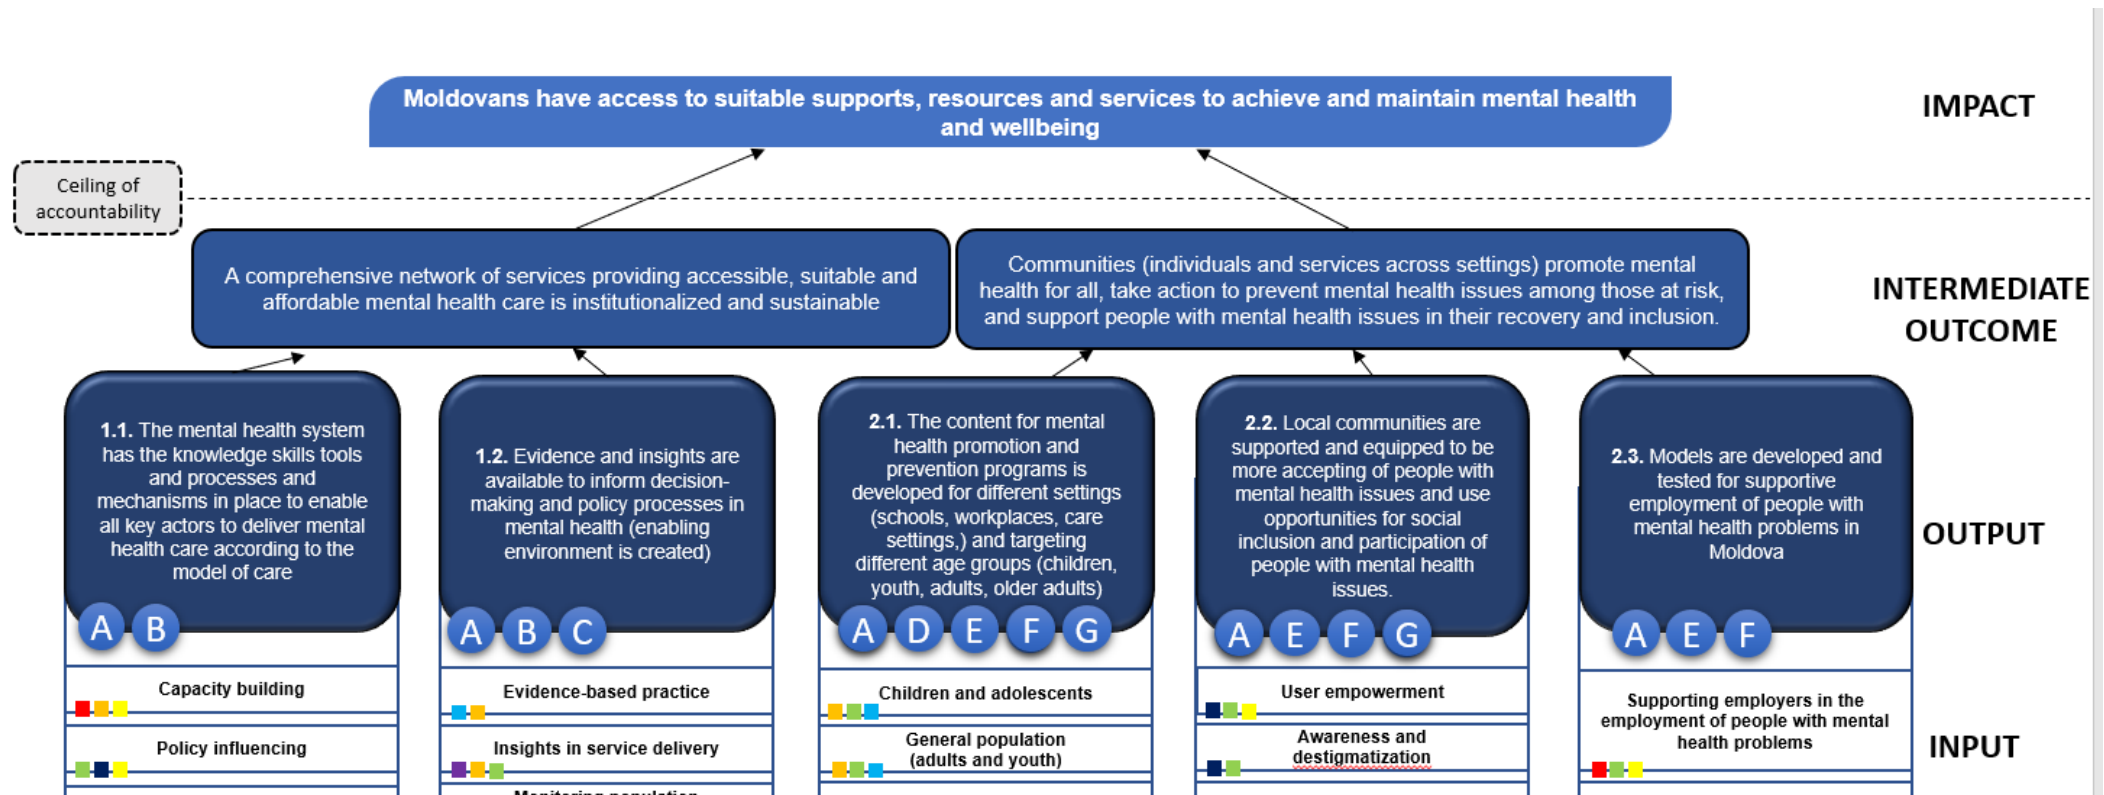 Moldovans have access to suitable supports, resources and services to achieve and maintain mental health
and wellbeing
IMPACT
Ceiling of
accountability
A comprehensive network of services providing accessible, suitable and
affordable mental health care is institutionalized and sustainable
Communities (individuals and services across settings) promote mental
health for all, take action to prevent mental health issues among those at risk,
and support people with mental health issues in their recovery and inclusion.
INTERMEDIATE
OUTCOME
1.1. The mental health system
has the knowledge skills tools
and processes and
mechanisms in place to enable
all key actors to deliver mental
health care according to the
model of care
A B
1.2. Evidence and insights are
available to inform decision-
making and policy processes in
mental health (enabling
environment is created)
A B C
2.1. The content for mental
health promotion and
prevention programs is
developed for different settings
(schools, workplaces, care
settings,) and targeting
different age groups (children,
youth, adults, older adults)
A D E F G
2.2. Local communities are
supported and equipped to be
more accepting of people with
mental health issues and use
opportunities for social
inclusion and participation of
people with mental health
issues.
A E F G
2.3. Models are developed and
tested for supportive
employment of people with
mental health problems in
Moldova
A E F
OUTPUT
Capacity building
Policy influencing
Evidence-based practice
Insights in service delivery
Monitoring population
Children and adolescents
General population
(adults and youth)
User empowerment
Awareness and
destigmatization
Supporting employers in the
employment of people with mental
health problems
INPUT